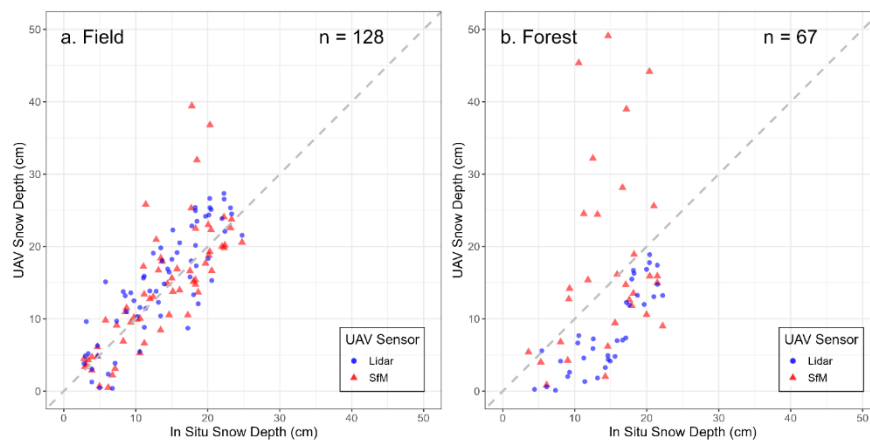 a. Field n = 128
50
40
30
20
10
0
UAV Snow Depth (cm)
UAV Sensor
Lidar
SfM
0 10 20 30 40 50
In Situ Snow Depth (cm)
b. Forest n = 67
50
40
30
20
10
0
UAV Snow Depth (cm)
UAV Sensor
Lidar
SfM
0 10 20 30 40 50
In Situ Snow Depth (cm)